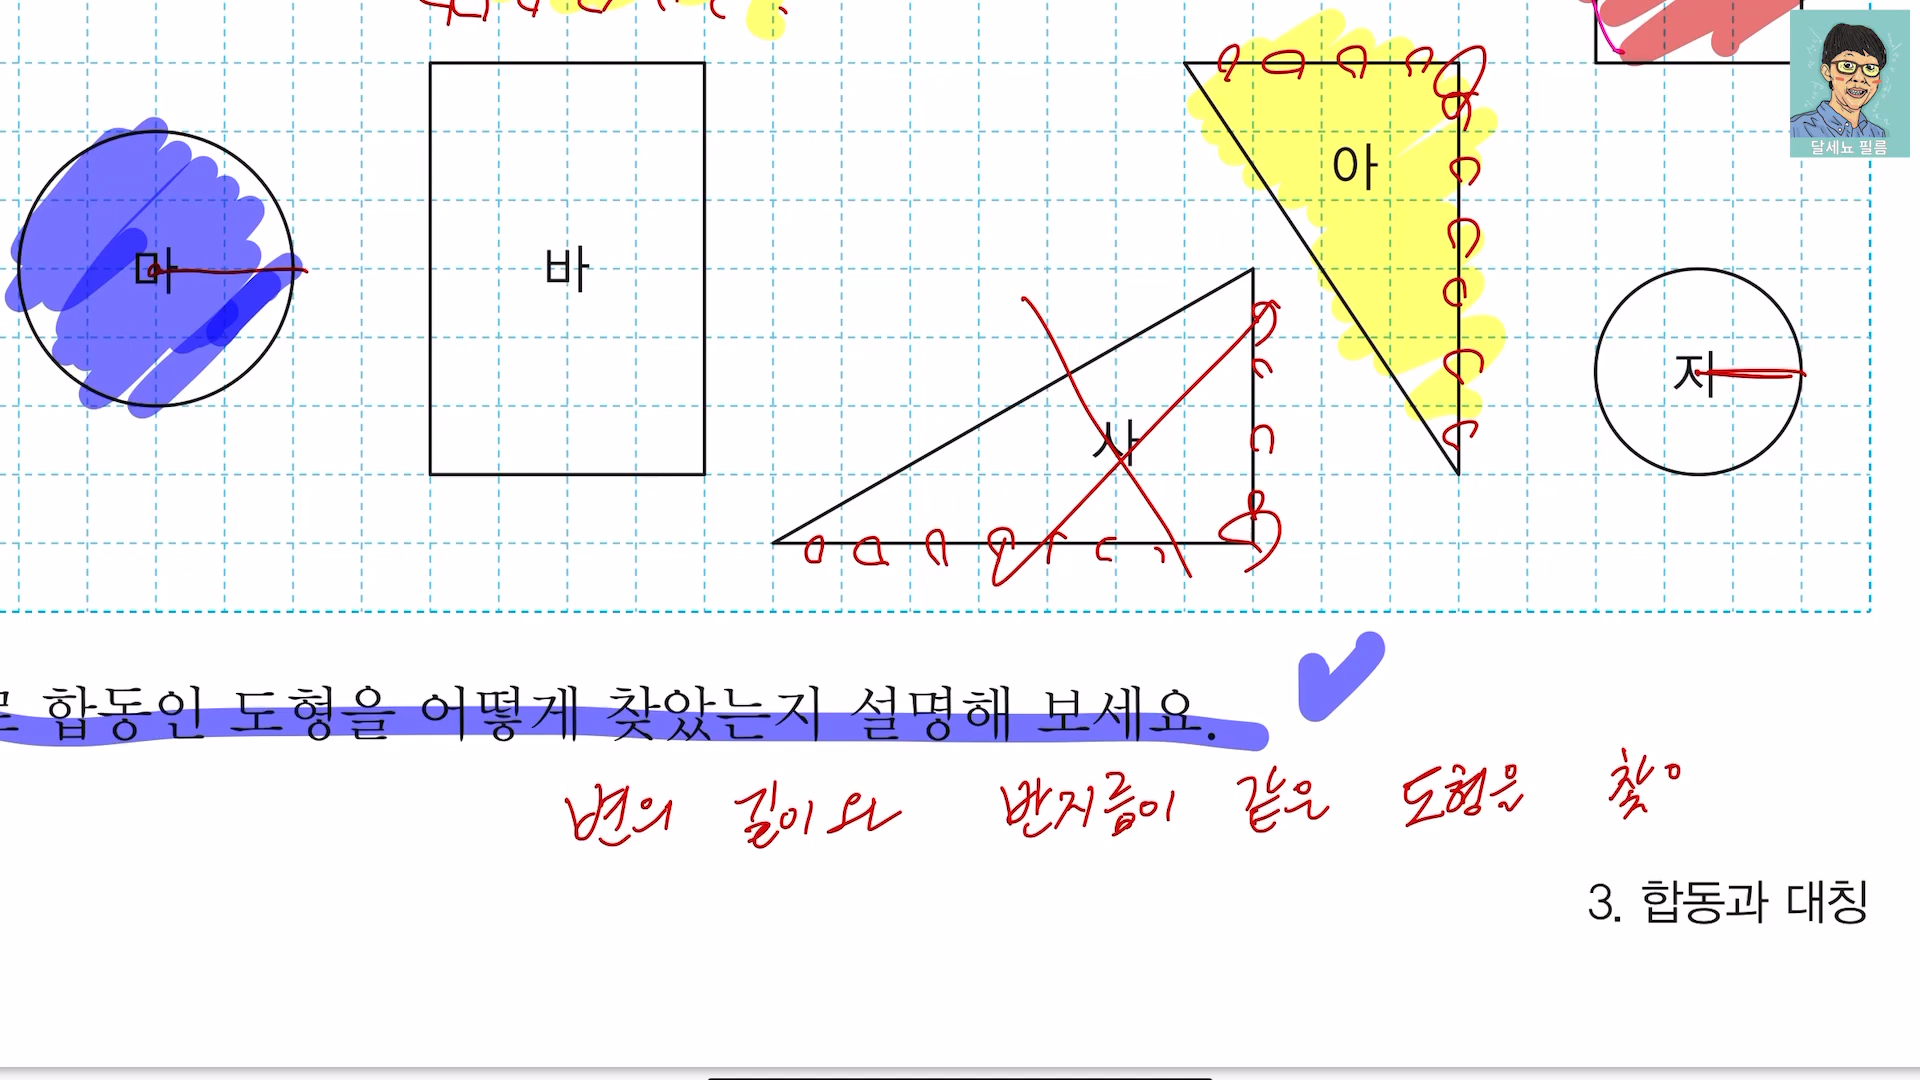 달세뇨 필름
아
마
바
저
사
합동인 도형을 어떻게 찾았는지 설명해 보세요.
변의 길이와 반지름이 같은 도형을 찾
3. 합동과 대칭